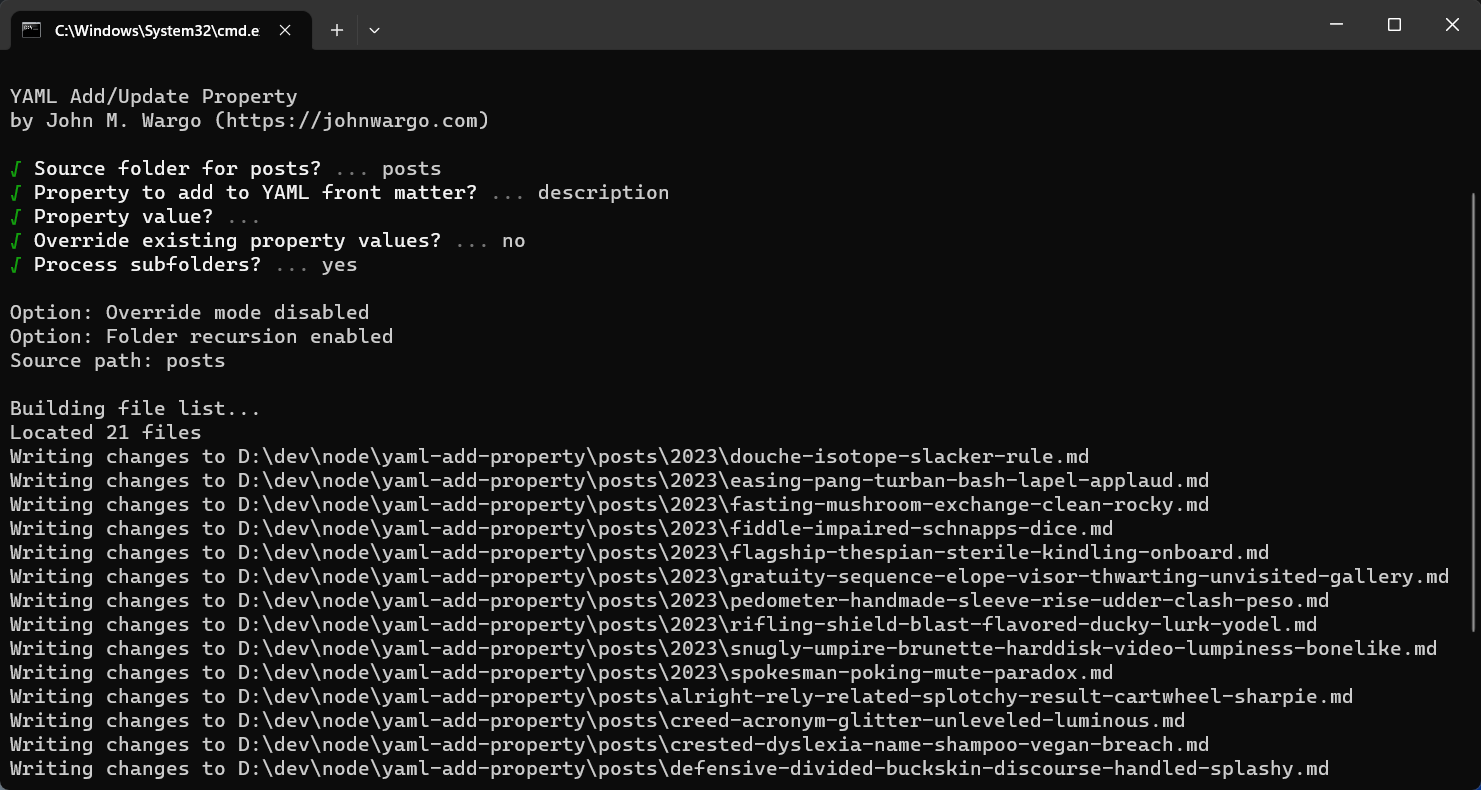 C:\Windows\System32\cmd.e
YAML Add/Update Property
by John M. Wargo (https://johnwargo.com)
√ Source folder for posts? ... posts
√ Property to add to YAML front matter? ... description
√ Property value? ...
√ Override existing property values? ... no
√ Process subfolders? ... yes
Option: Override mode disabled
Option: Folder recursion enabled
Source path: posts
Building file list...
Located 21 files
Writing changes to D:\dev\node\yaml-add-property\posts\2023\douche-isotope-slacker-rule.md
Writing changes to D:\dev\node\yaml-add-property\posts\2023\easing-pang-turban-bash-lapel-applaud.md
Writing changes to D:\dev\node\yaml-add-property\posts\2023\fasting-mushroom-exchange-clean-rocky.md
Writing changes to D:\dev\node\yaml-add-property\posts\2023\fiddle-impaired-schnapps-dice.md
Writing changes to D:\dev\node\yaml-add-property\posts\2023\flagship-thespian-sterile-kindling-onboard.md
Writing changes to D:\dev\node\yaml-add-property\posts\2023\gratuity-sequence-elope-visor-thwarting-unvisited-gallery.md
Writing changes to D:\dev\node\yaml-add-property\posts\2023\pedometer-handmade-sleeve-rise-udder-clash-peso.md
Writing changes to D:\dev\node\yaml-add-property\posts\2023\rifling-shield-blast-flavored-ducky-lurk-yodel.md
Writing changes to D:\dev\node\yaml-add-property\posts\2023\snugly-umpire-brunette-harddisk-video-lumpiness-bonelike.md
Writing changes to D:\dev\node\yaml-add-property\posts\2023\spokesman-poking-mute-paradox.md
Writing changes to D:\dev\node\yaml-add-property\posts\alright-rely-related-splotchy-result-cartwheel-sharpie.md
Writing changes to D:\dev\node\yaml-add-property\posts\creed-acronym-glitter-unleveled-luminous.md
Writing changes to D:\dev\node\yaml-add-property\posts\crested-dyslexia-name-shampoo-vegan-breach.md
Writing changes to D:\dev\node\yaml-add-property\posts\defensive-divided-buckskin-discourse-handled-splashy.md